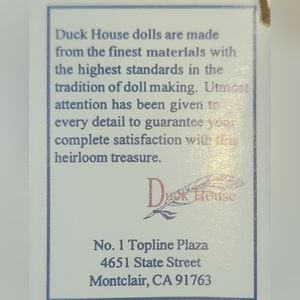 Duck House dolls are made
from the finest materials with
the highest standards in the
tradition of doll making. Utmost
attention has been given to
every detail to guarantee your
complete satisfaction with this
heirloom treasure.
Duck House
No. 1 Topline Plaza
4651 State Street
Montclair, CA 91763